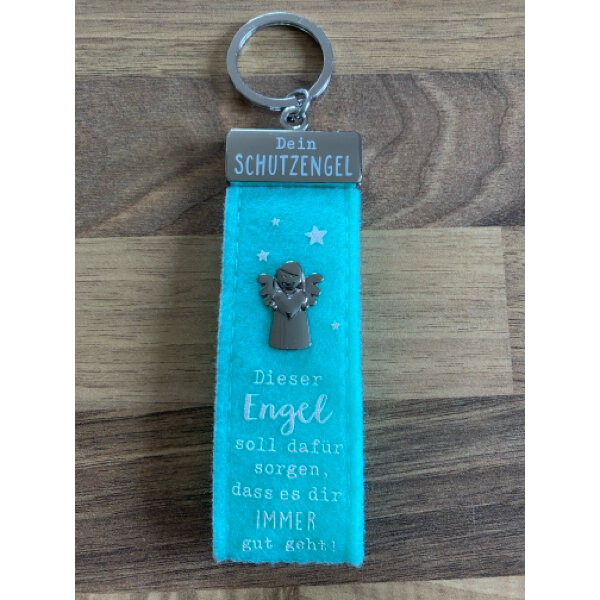 Dein
SCHUTZENGEL
Dieser
Engel
soll dafür
sorgen,
dass es dir
IMMER
gut geht!